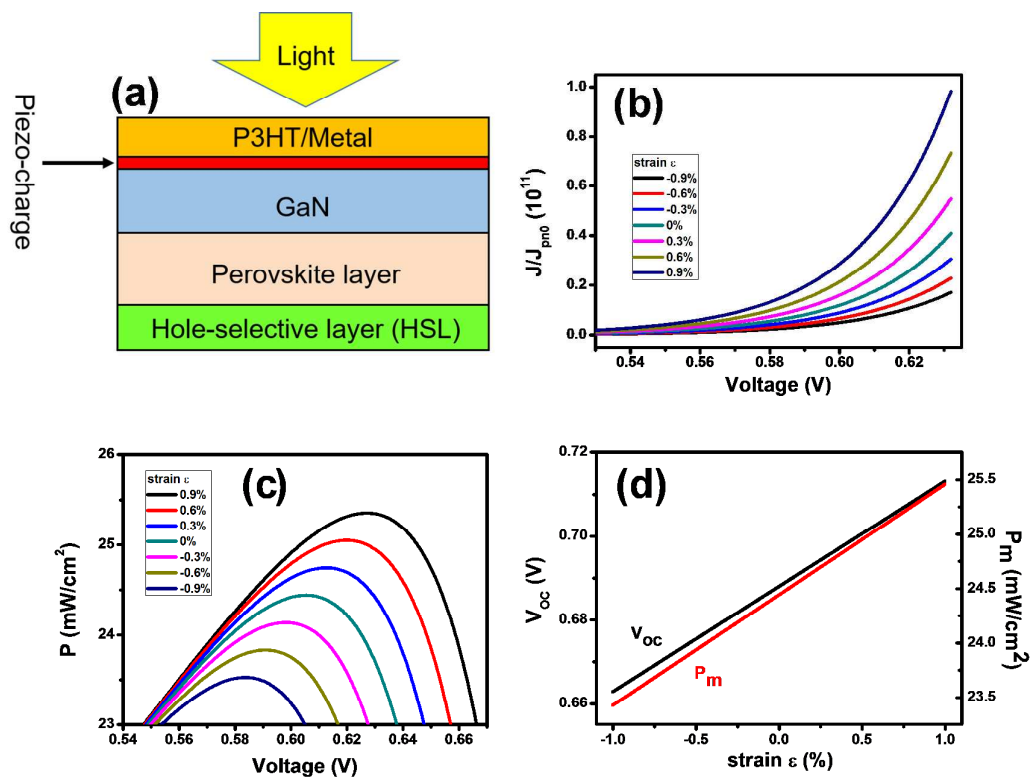 (a)
Light
Piezo-charge
P3HT/Metal
GaN
Perovskite layer
Hole-selective layer (HSL)
(b)
J/Jpn0 (10^11)
1.0
0.8
0.6
0.4
0.2
0.0
strain ε
-0.9%
-0.6%
-0.3%
0%
0.3%
0.6%
0.9%
0.54 0.56 0.58 0.60 0.62
Voltage (V)
(c)
P (mW/cm²)
26
25
24
23
strain ε
0.9%
0.6%
0.3%
0%
-0.3%
-0.6%
-0.9%
0.54 0.56 0.58 0.60 0.62 0.64 0.66
Voltage (V)
(d)
VOC (V)
0.72
0.70
0.68
0.66
VOC
Pm
25.5
25.0
24.5
24.0
23.5
Pm (mW/cm²)
-1.0 -0.5 0.0 0.5 1.0
strain ε (%)